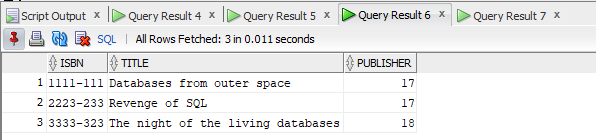 Script Output x Query Result 4 x Query Result 5 x Query Result 6 x Query Result 7 x
SQL | All Rows Fetched: 3 in 0.011 seconds
ISBN TITLE PUBLISHER
1 1111-111 Databases from outer space 17
2 2223-233 Revenge of SQL 17
3 3333-323 The night of the living databases 18